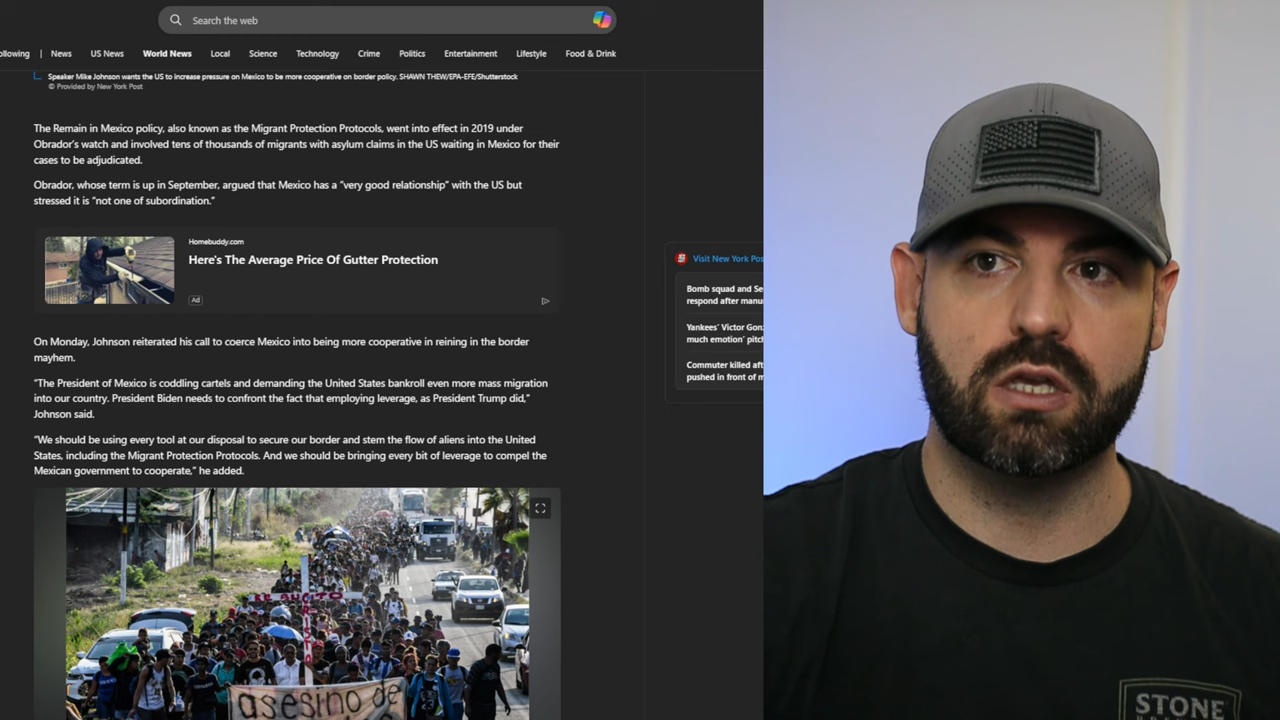 Search the web
ollowing | News US News World News Local Science Technology Crime Politics Entertainment Lifestyle Food & Drink
Speaker Mike Johnson wants the US to increase pressure on Mexico to be more cooperative on border policy. SHAWN THEW/EPA-EFE/Shutterstock
© Provided by New York Post
The Remain in Mexico policy, also known as the Migrant Protection Protocols, went into effect in 2019 under
Obrador's watch and involved tens of thousands of migrants with asylum claims in the US waiting in Mexico for their
cases to be adjudicated.
Obrador, whose term is up in September, argued that Mexico has a “very good relationship” with the US but
stressed it is “not one of subordination.”
Homebuddy.com
Here's The Average Price Of Gutter Protection
Ad
On Monday, Johnson reiterated his call to coerce Mexico into being more cooperative in reining in the border
mayhem.
“The President of Mexico is coddling cartels and demanding the United States bankroll even more mass migration
into our country. President Biden needs to confront the fact that employing leverage, as President Trump did,”
Johnson said.
“We should be using every tool at our disposal to secure our border and stem the flow of aliens into the United
States, including the Migrant Protection Protocols. And we should be bringing every bit of leverage to compel the
Mexican government to cooperate,” he added.
asesino de
Visit New York Pos
Bomb squad and Se
respond after manu
Yankees' Victor Gonz
much emotion' pitch
Commuter killed aft
pushed in front of m
STONE